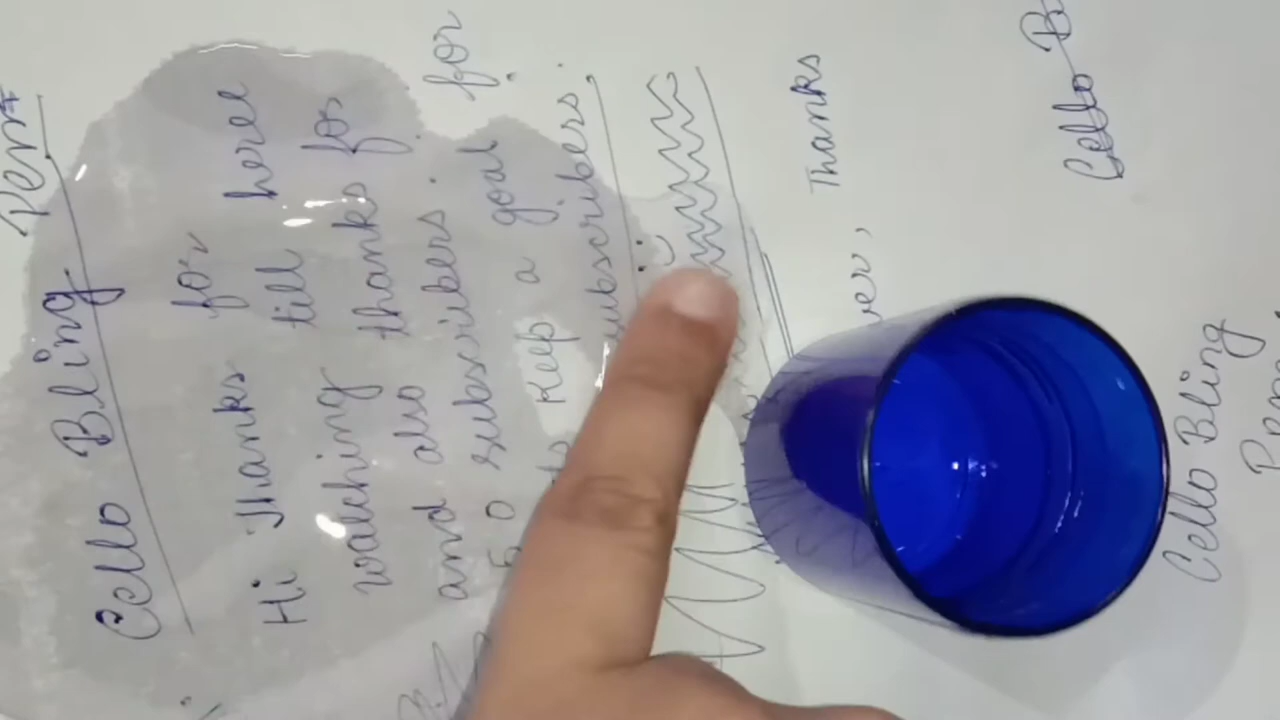 Cello Bling Pen
Hi Thanks for
watching till here
and also thanks for
50 subscribers.
Keep a goal for
subscribers.
Thanks
Cello
Cello Bling